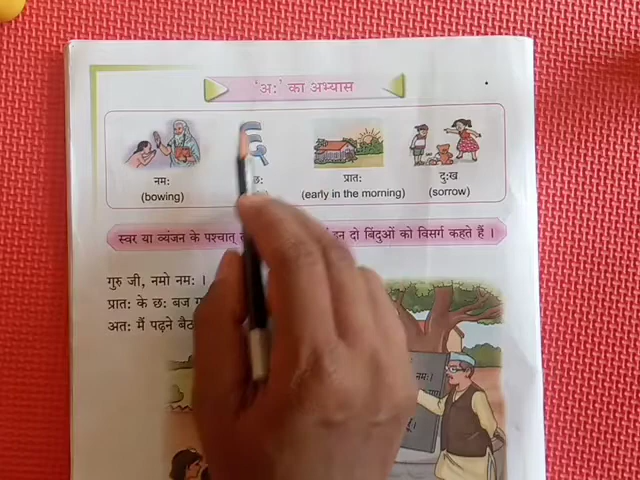 'अः' का अभ्यास
नमः छः प्रातः दुःख
(bowing) (early in the morning) (sorrow)
स्वर या व्यंजन के पश्चात् दो बिंदुओं को विसर्ग कहते हैं ।
गुरु जी, नमो नमः ।
प्रातः के छः बज
अतः मैं पढ़ने
नमः।